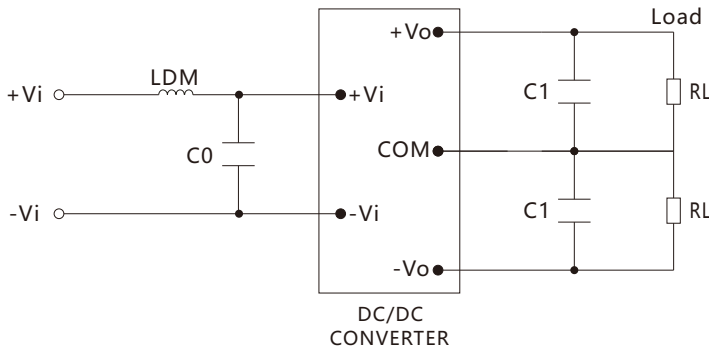 Load
+Vo
LDM
C1
RL
+Vi
+Vi
COM
C0
C1
RL
-Vi
-Vi
-Vo
DC/DC
CONVERTER